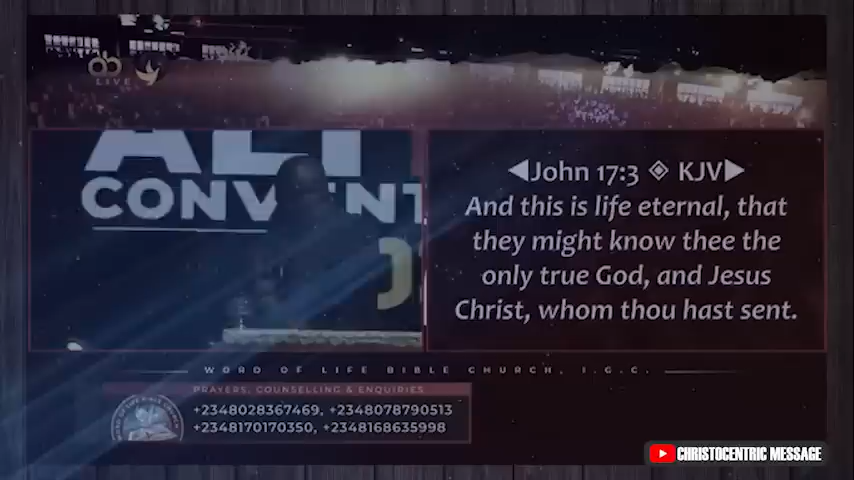 LIVE
CONVENT
◀John 17:3 ◈ KJV▶
And this is life eternal, that
they might know thee the
only true God, and Jesus
Christ, whom thou hast sent.
WORD OF LIFE BIBLE CHURCH, I.G.C.
PRAYERS, COUNSELLING & ENQUIRIES
+2348028367469, +2348078790513
+2348170170350, +2348168635998
CHRISTOCENTRIC MESSAGE